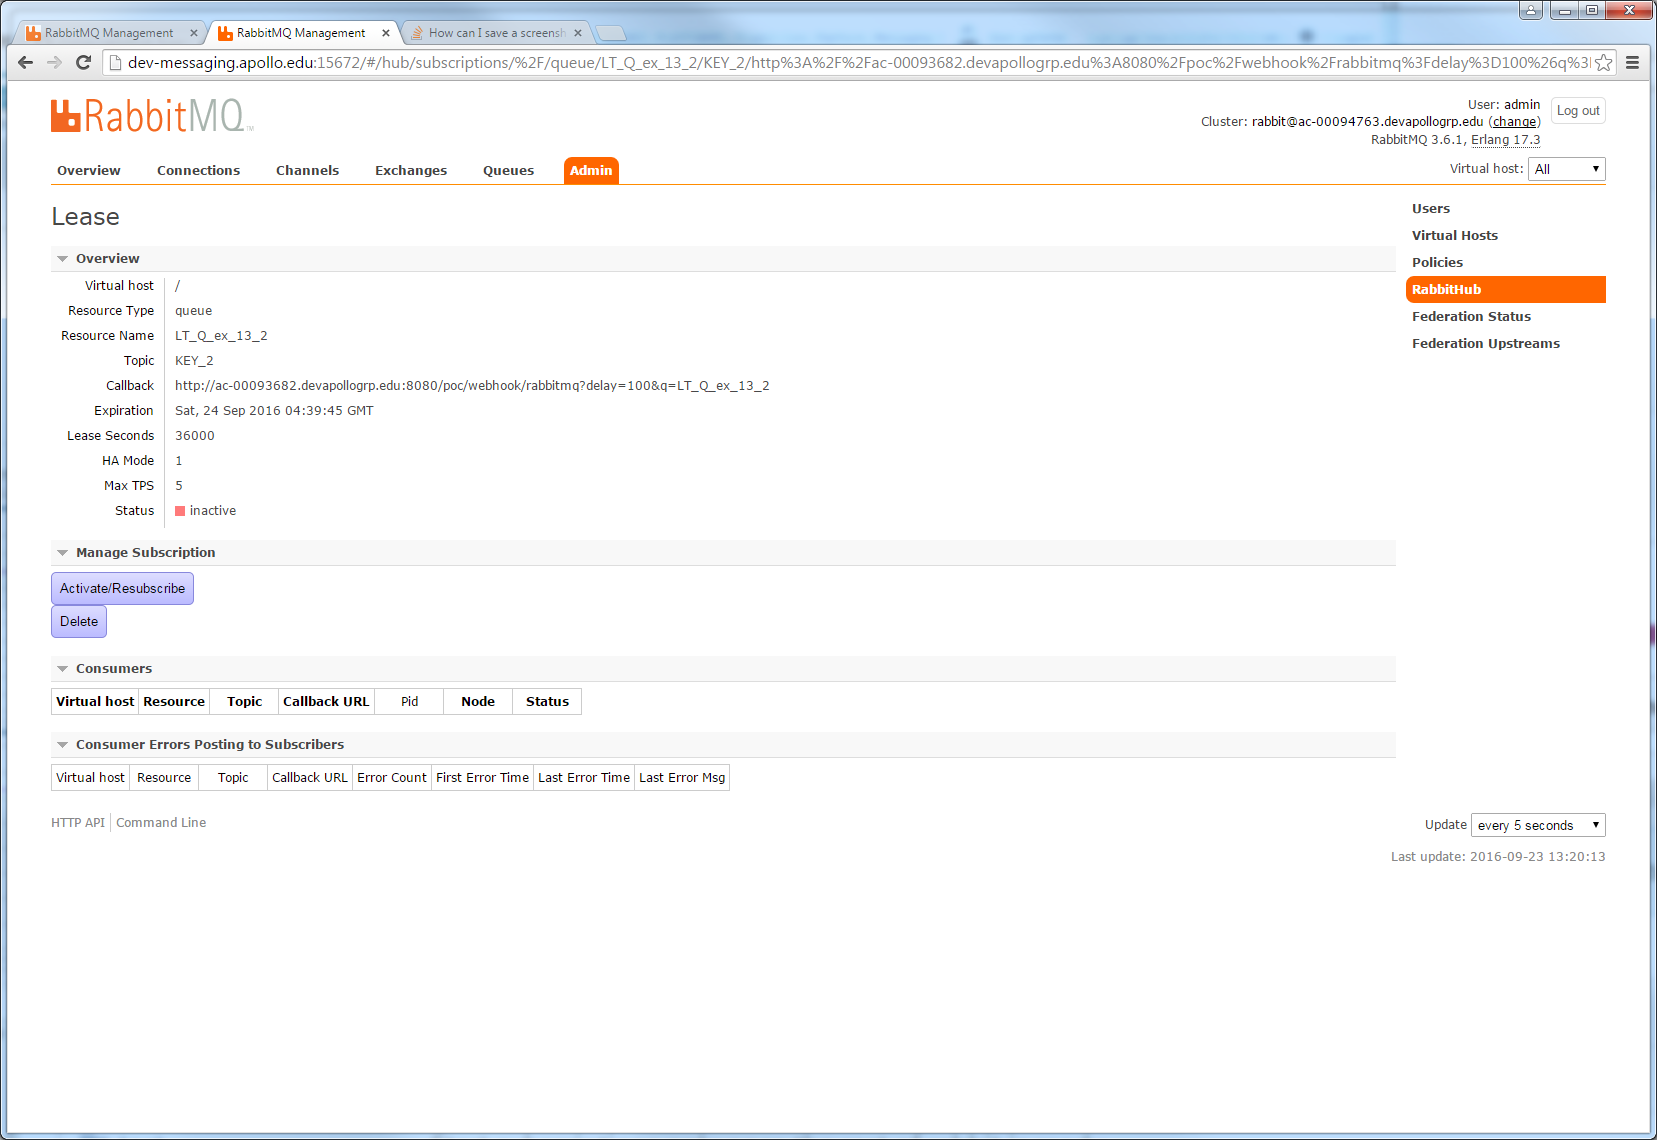 RabbitMQ Management
RabbitMQ Management
How can I save a screensh
dev-messaging.apollo.edu:15672/#/hub/subscriptions/%2F/queue/LT_Q_ex_13_2/KEY_2/http%3A%2F%2Fac-00093682.devapollogrp.edu%3A8080%2Fpoc%2Fwebhook%2Frabbitmq%3Fdelay%3D100%26q%3
RabbitMQ TM
User: admin
Log out
Cluster: rabbit@ac-00094763.devapollogrp.edu (change)
RabbitMQ 3.6.1, Erlang 17.3
Overview Connections Channels Exchanges Queues Admin
Virtual host: All
Lease
Users
Virtual Hosts
Policies
RabbitHub
Federation Status
Federation Upstreams
Overview
Virtual host /
Resource Type queue
Resource Name LT_Q_ex_13_2
Topic KEY_2
Callback http://ac-00093682.devapollogrp.edu:8080/poc/webhook/rabbitmq?delay=100&q=LT_Q_ex_13_2
Expiration Sat, 24 Sep 2016 04:39:45 GMT
Lease Seconds 36000
HA Mode 1
Max TPS 5
Status inactive
Manage Subscription
Activate/Resubscribe
Delete
Consumers
Virtual host Resource Topic Callback URL Pid Node Status
Consumer Errors Posting to Subscribers
Virtual host Resource Topic Callback URL Error Count First Error Time Last Error Time Last Error Msg
HTTP API Command Line
Update every 5 seconds
Last update: 2016-09-23 13:20:13